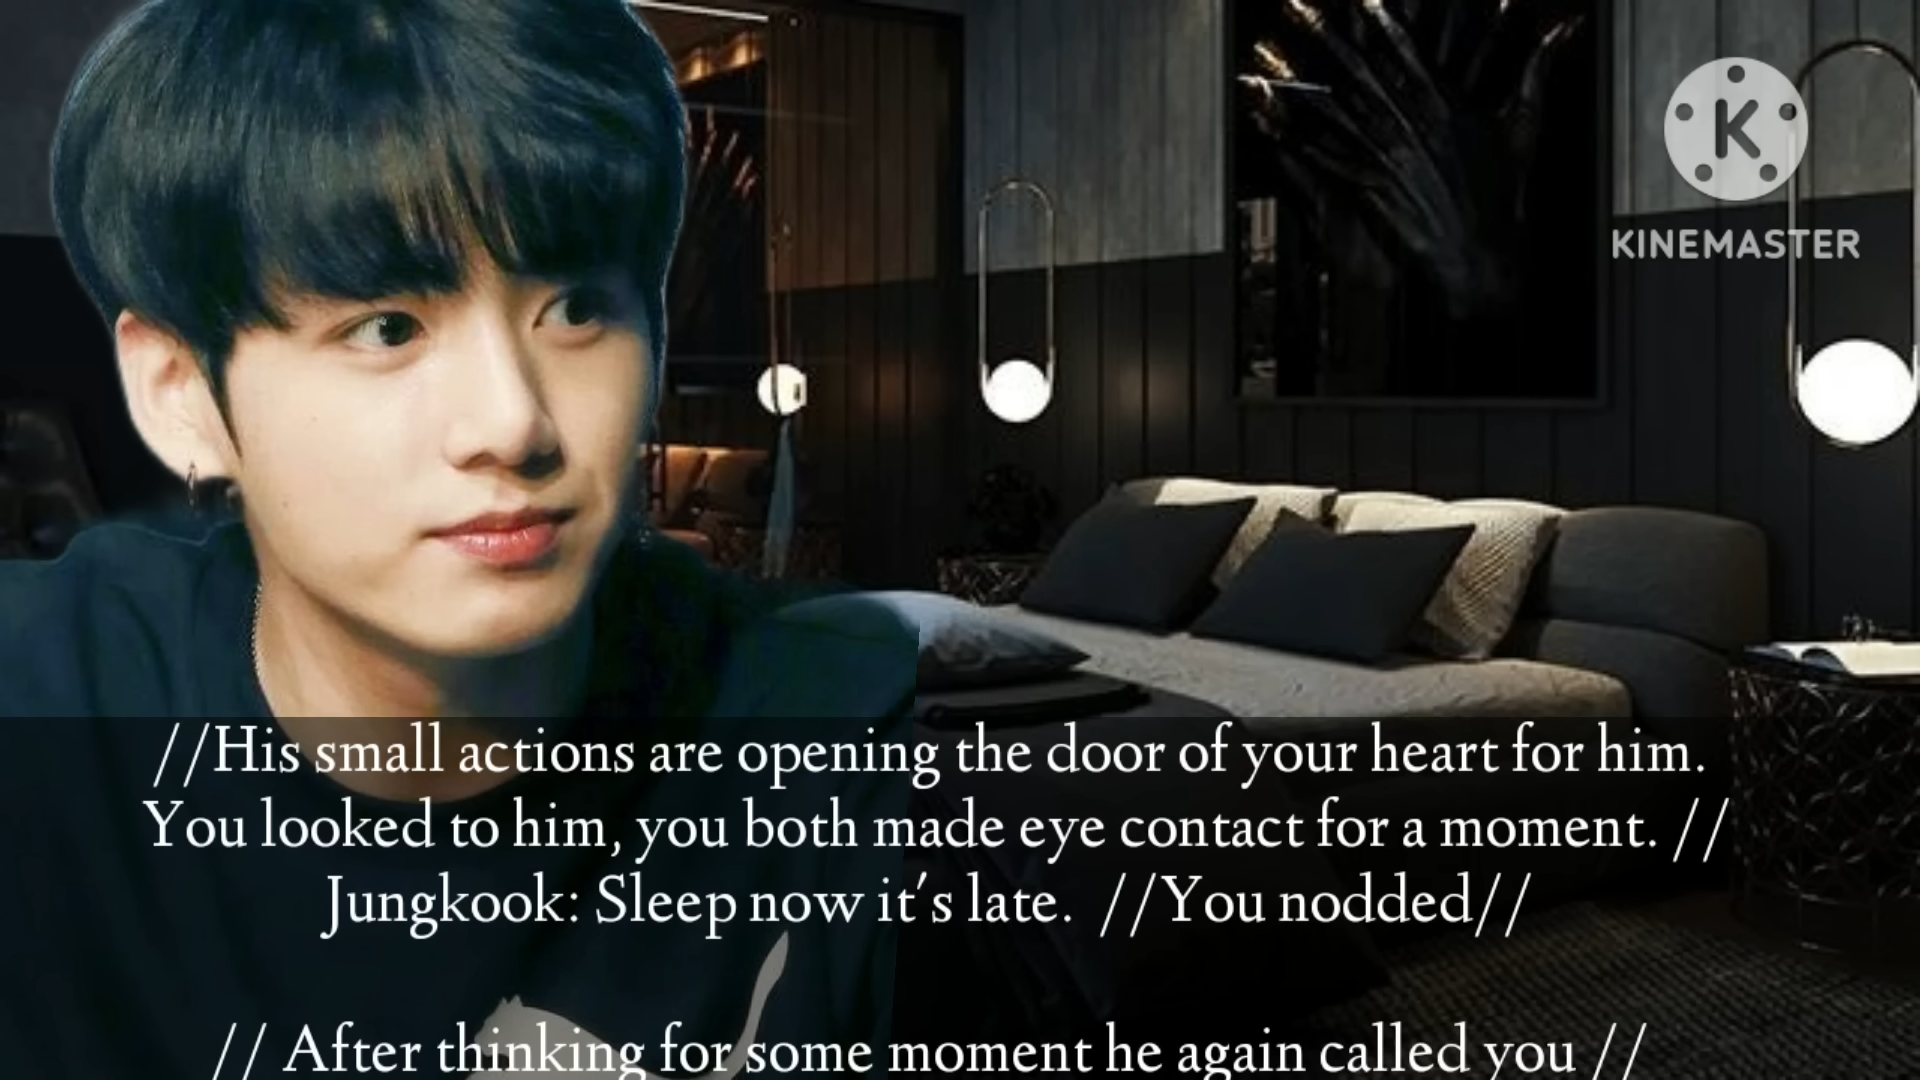 KINEMASTER
//His small actions are opening the door of your heart for him.
You looked to him, you both made eye contact for a moment. //
Jungkook: Sleep now it's late.  //You nodded//
// After thinking for some moment he again called you //